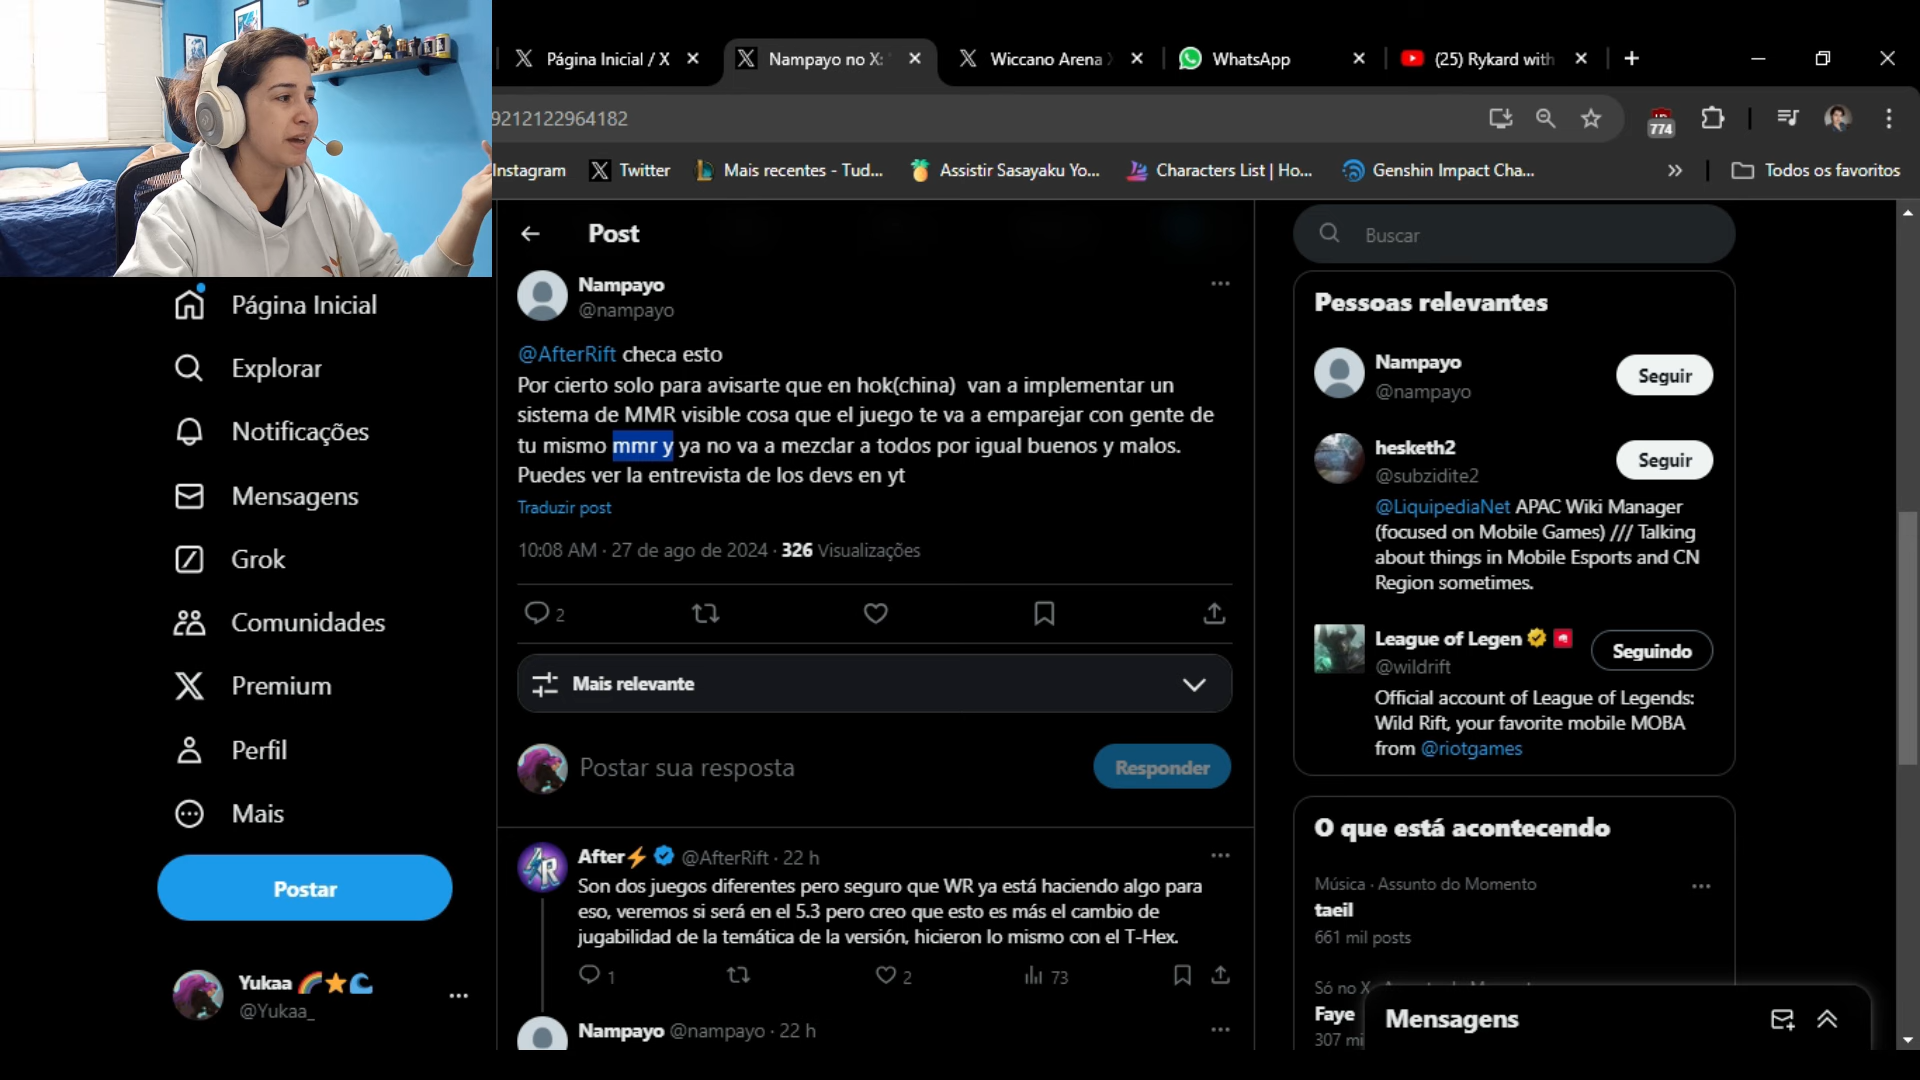 Página Inicial / X
Nampayo no X:
Wiccano Arena
WhatsApp
(25) Rykard with
9212122964182
774
Instagram
Twitter
Mais recentes - Tud...
Assistir Sasayaku Yo...
Characters List | Ho...
Genshin Impact Cha...
Todos os favoritos
Página Inicial
Explorar
Notificações
Mensagens
Grok
Comunidades
Premium
Perfil
Mais
Postar
Yukaa 🌈⭐🌊
@Yukaa_
Post
Nampayo
@nampayo
@AfterRift checa esto
Por cierto solo para avisarte que en hok(china) van a implementar un
sistema de MMR visible cosa que el juego te va a emparejar con gente de
tu mismo mmr y ya no va a mezclar a todos por igual buenos y malos.
Puedes ver la entrevista de los devs en yt
Traduzir post
10:08 AM · 27 de ago de 2024 · 326 Visualizações
2
Mais relevante
Postar sua resposta
Responder
After⚡ @AfterRift · 22 h
Son dos juegos diferentes pero seguro que WR ya está haciendo algo para
eso, veremos si será en el 5.3 pero creo que esto es más el cambio de
jugabilidad de la temática de la versión, hicieron lo mismo con el T-Hex.
1
2
73
Nampayo @nampayo · 22 h
Buscar
Pessoas relevantes
Nampayo
@nampayo
Seguir
hesketh2
@subzidite2
Seguir
@LiquipediaNet APAC Wiki Manager
(focused on Mobile Games) /// Talking
about things in Mobile Esports and CN
Region sometimes.
League of Legen
@wildrift
Seguindo
Official account of League of Legends:
Wild Rift, your favorite mobile MOBA
from @riotgames
O que está acontecendo
Música · Assunto do Momento
taeil
661 mil posts
Só no X
Faye
307 mi
Mensagens